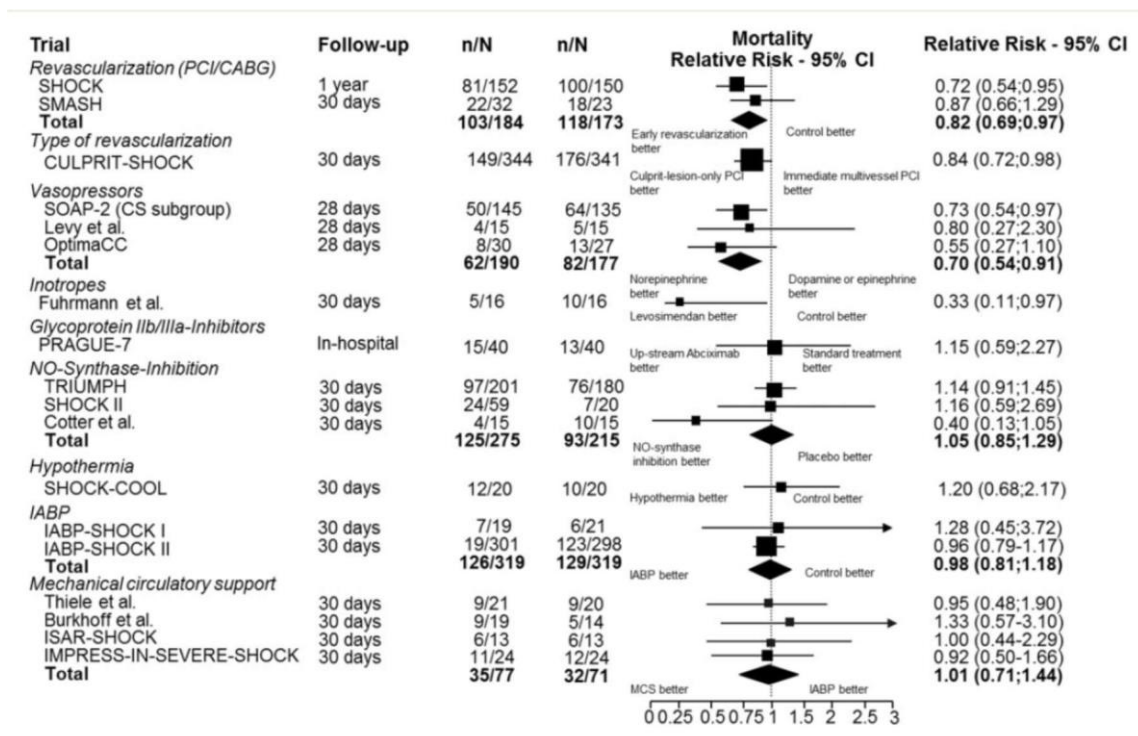 Trial Follow-up n/N n/N Mortality Relative Risk - 95% CI Relative Risk - 95% CI
Revascularization (PCI/CABG)
SHOCK 1 year 81/152 100/150 0.72 (0.54;0.95)
SMASH 30 days 22/32 18/23 0.87 (0.66;1.29)
Total 103/184 118/173 0.82 (0.69;0.97)
Early revascularization better Control better
Type of revascularization
CULPRIT-SHOCK 30 days 149/344 176/341 0.84 (0.72;0.98)
Culprit-lesion-only PCI better Immediate multivessel PCI better
Vasopressors
SOAP-2 (CS subgroup) 28 days 50/145 64/135 0.73 (0.54;0.97)
Levy et al. 28 days 4/15 5/15 0.80 (0.27;2.30)
OptimaCC 28 days 8/30 13/27 0.55 (0.27;1.10)
Total 62/190 82/177 0.70 (0.54;0.91)
Norepinephrine better Dopamine or epinephrine better
Inotropes
Fuhrmann et al. 30 days 5/16 10/16 0.33 (0.11;0.97)
Levosimendan better Control better
Glycoprotein IIb/IIIa-Inhibitors
PRAGUE-7 In-hospital 15/40 13/40 1.15 (0.59;2.27)
Up-stream Abciximab better Standard treatment better
NO-Synthase-Inhibition
TRIUMPH 30 days 97/201 76/180 1.14 (0.91;1.45)
SHOCK II 30 days 24/59 7/20 1.16 (0.59;2.69)
Cotter et al. 30 days 4/15 10/15 0.40 (0.13;1.05)
Total 125/275 93/215 1.05 (0.85;1.29)
NO-synthase inhibition better Placebo better
Hypothermia
SHOCK-COOL 30 days 12/20 10/20 1.20 (0.68;2.17)
Hypothermia better Control better
IABP
IABP-SHOCK I 30 days 7/19 6/21 1.28 (0.45;3.72)
IABP-SHOCK II 30 days 19/301 123/298 0.96 (0.79-1.17)
Total 126/319 129/319 0.98 (0.81;1.18)
IABP better Control better
Mechanical circulatory support
Thiele et al. 30 days 9/21 9/20 0.95 (0.48;1.90)
Burkhoff et al. 30 days 9/19 5/14 1.33 (0.57-3.10)
ISAR-SHOCK 30 days 6/13 6/13 1.00 (0.44-2.29)
IMPRESS-IN-SEVERE-SHOCK 30 days 11/24 12/24 0.92 (0.50-1.66)
Total 35/77 32/71 1.01 (0.71;1.44)
MCS better IABP better
0 0.25 0.5 0.75 1 1.5 2 2.5 3